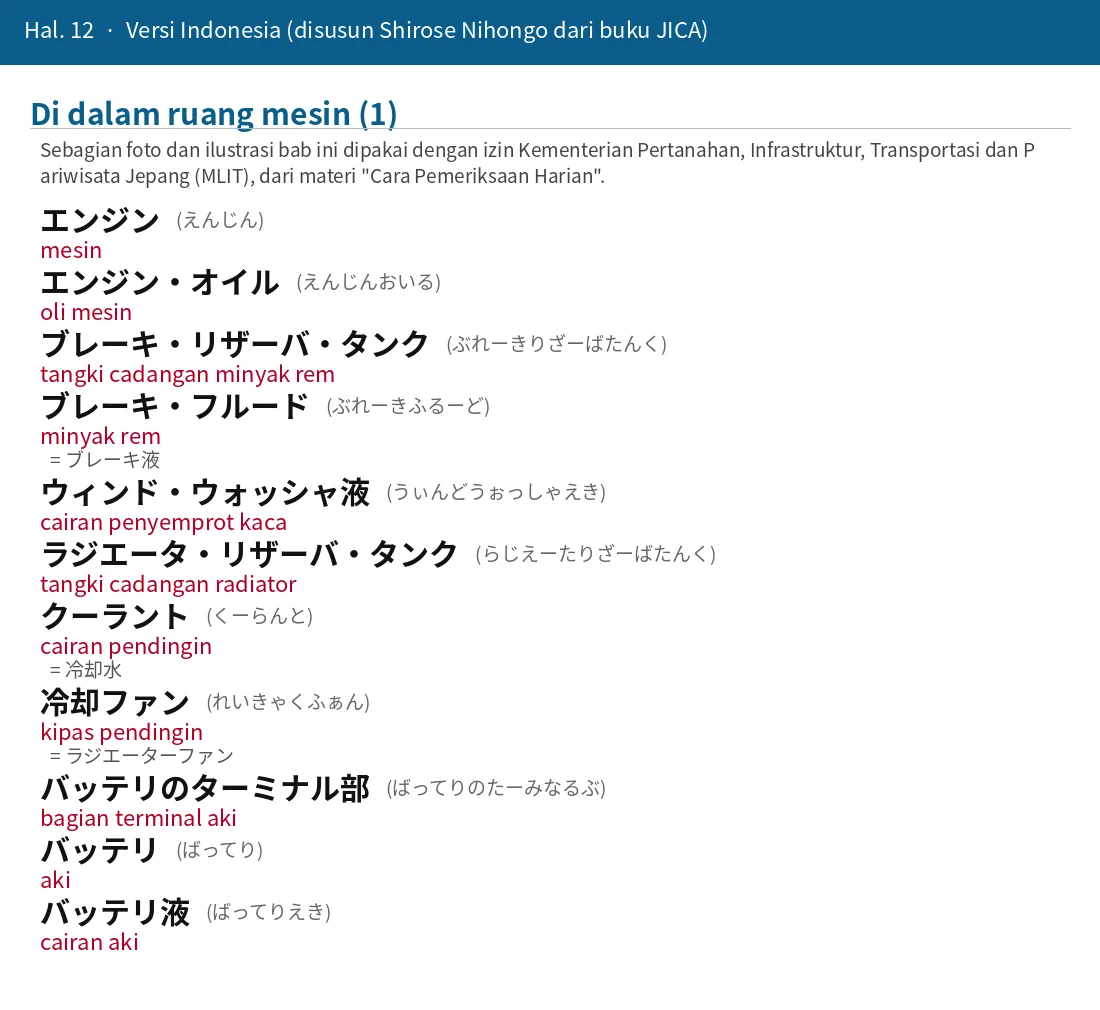 Hal. 12 · Versi Indonesia (disusun Shirose Nihongo dari buku JICA)
Di dalam ruang mesin (1)
Sebagian foto dan ilustrasi bab ini dipakai dengan izin Kementerian Pertanahan, Infrastruktur, Transportasi dan P
ariwisata Jepang (MLIT), dari materi "Cara Pemeriksaan Harian".
エンジン (えんじん)
mesin
エンジン・オイル (えんじんおいる)
oli mesin
ブレーキ・リザーバ・タンク (ぶれーきりざーばたんく)
tangki cadangan minyak rem
ブレーキ・フルード (ぶれーきふるーど)
minyak rem
= ブレーキ液
ウィンド・ウォッシャ液 (うぃんどうぉっしゃえき)
cairan penyemprot kaca
ラジエータ・リザーバ・タンク (らじえーたりざーばたんく)
tangki cadangan radiator
クーラント (くーらんと)
cairan pendingin
= 冷却水
冷却ファン (れいきゃくふぁん)
kipas pendingin
= ラジエーターファン
バッテリのターミナル部 (ばってりのたーみなるぶ)
bagian terminal aki
バッテリ (ばってり)
aki
バッテリ液 (ばってりえき)
cairan aki